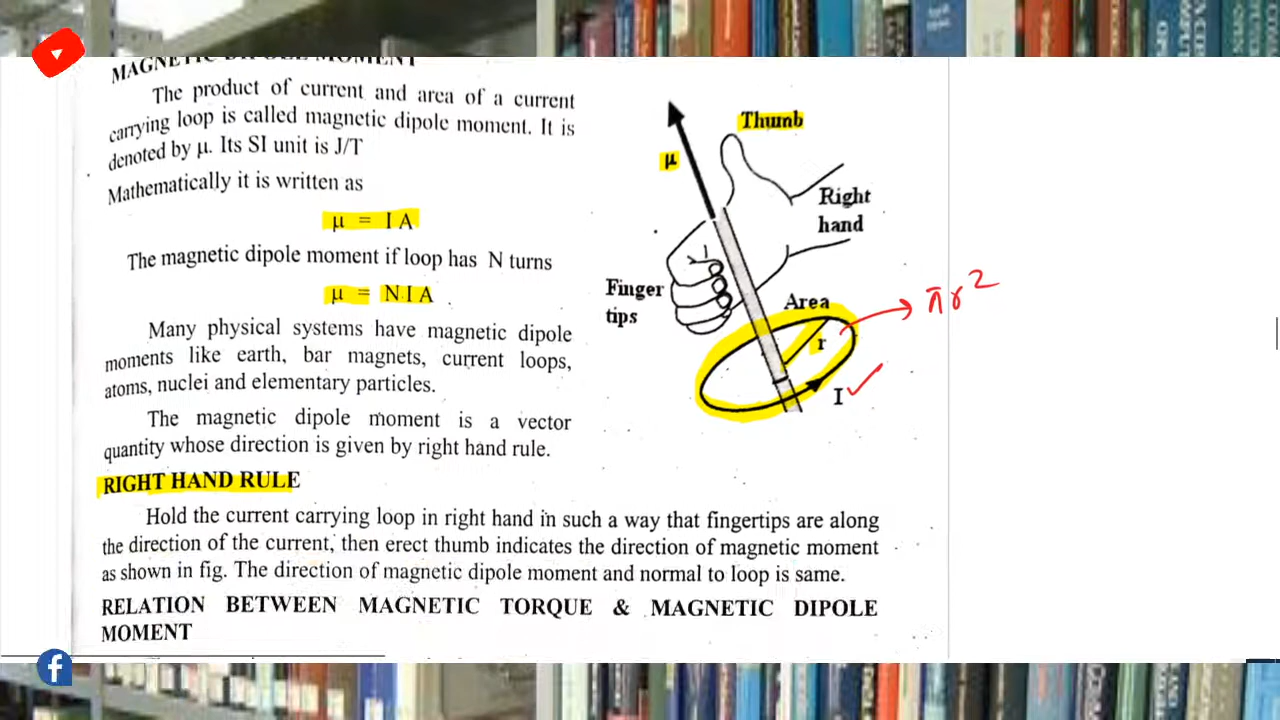 MAGNETIC DIPOLE MOMENT
The product of current and area of a current
carrying loop is called magnetic dipole moment. It is
denoted by μ. Its SI unit is J/T
Mathematically it is written as
μ = I A
The magnetic dipole moment if loop has N turns
μ = N I A
Many physical systems have magnetic dipole
moments like earth, bar magnets, current loops,
atoms, nuclei and elementary particles.
The magnetic dipole moment is a vector
quantity whose direction is given by right hand rule.
Thumb
μ
Right
hand
Finger
tips
Area
r
I
πr²
RIGHT HAND RULE
Hold the current carrying loop in right hand in such a way that fingertips are along
the direction of the current, then erect thumb indicates the direction of magnetic moment
as shown in fig. The direction of magnetic dipole moment and normal to loop is same.
RELATION BETWEEN MAGNETIC TORQUE & MAGNETIC DIPOLE
MOMENT
f